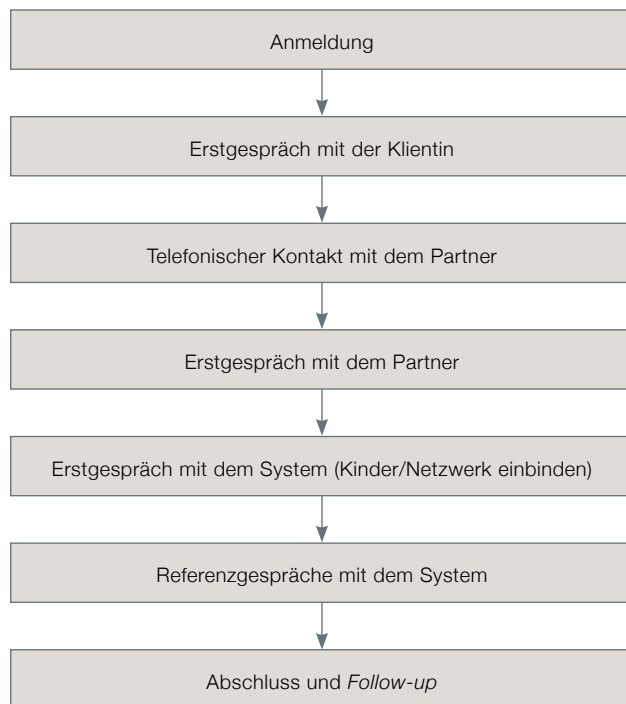 Anmeldung
Erstgespräch mit der Klientin
Telefonischer Kontakt mit dem Partner
Erstgespräch mit dem Partner
Erstgespräch mit dem System (Kinder/Netzwerk einbinden)
Referenzgespräche mit dem System
Abschluss und Follow-up